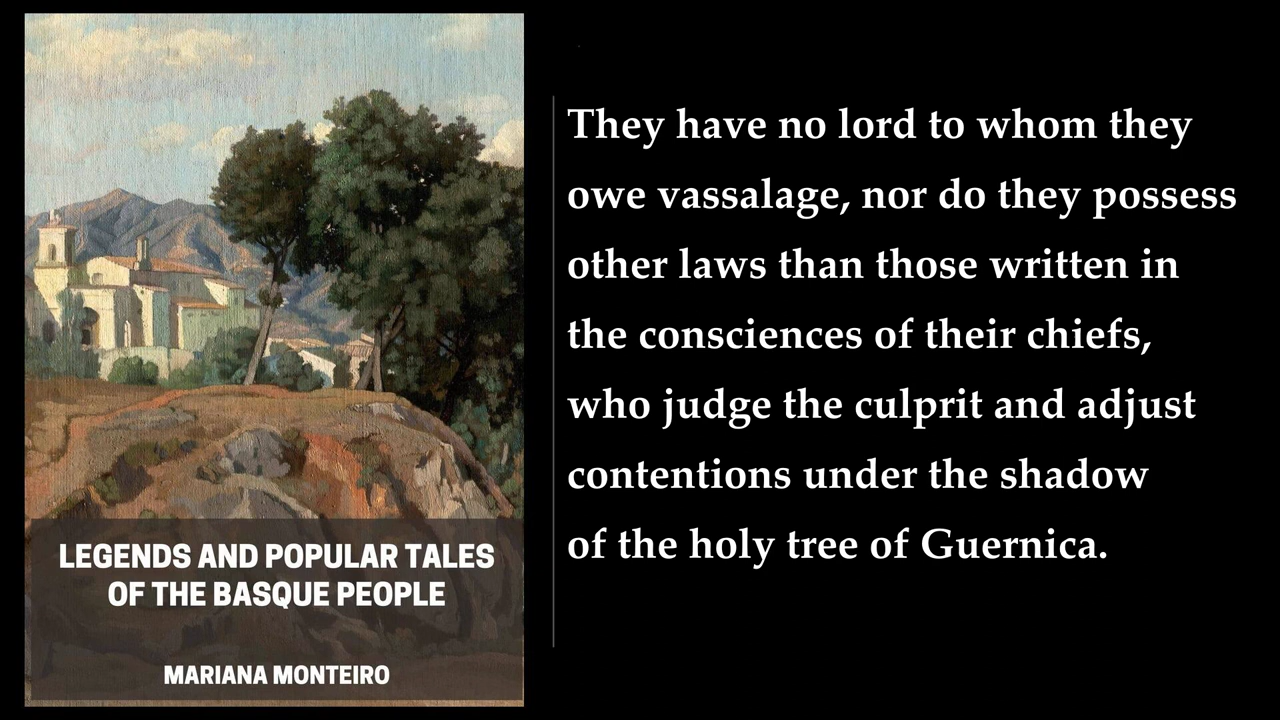 LEGENDS AND POPULAR TALES
OF THE BASQUE PEOPLE
MARIANA MONTEIRO
They have no lord to whom they
owe vassalage, nor do they possess
other laws than those written in
the consciences of their chiefs,
who judge the culprit and adjust
contentions under the shadow
of the holy tree of Guernica.